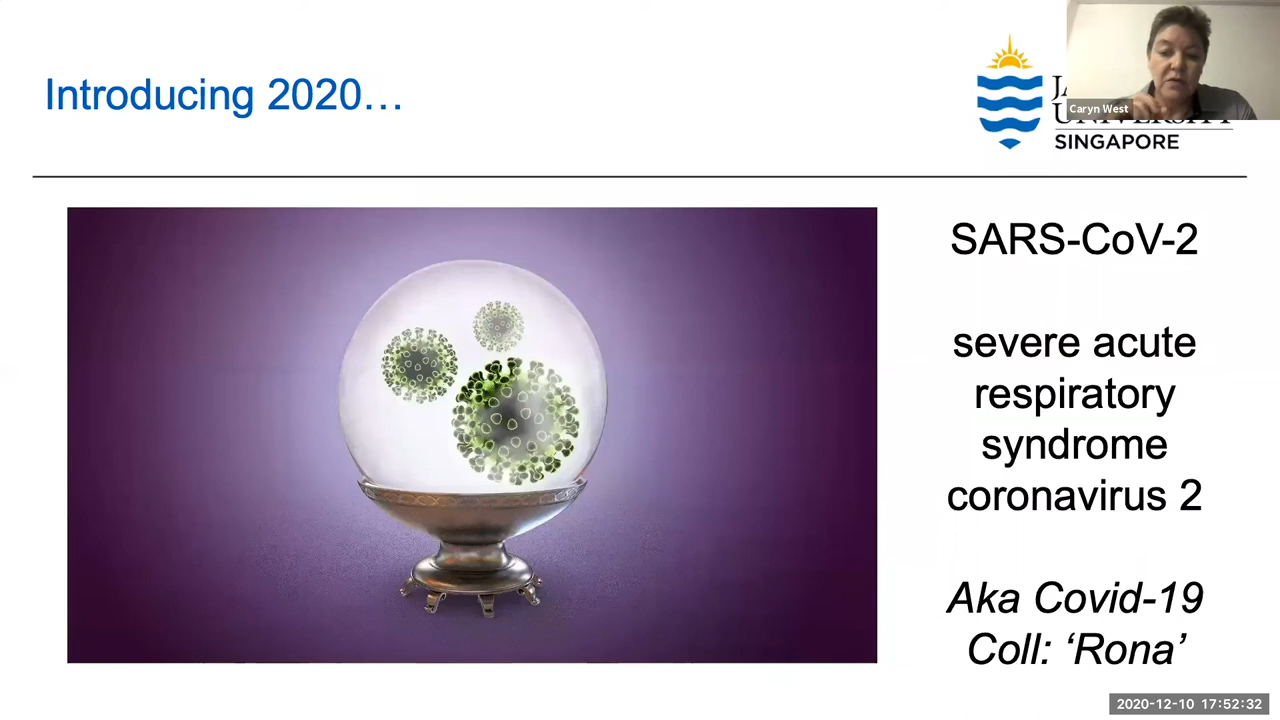 Introducing 2020…
Caryn West
SINGAPORE
SARS-CoV-2
severe acute
respiratory
syndrome
coronavirus 2
Aka Covid-19
Coll: ‘Rona’
2020-12-10 17:52:32